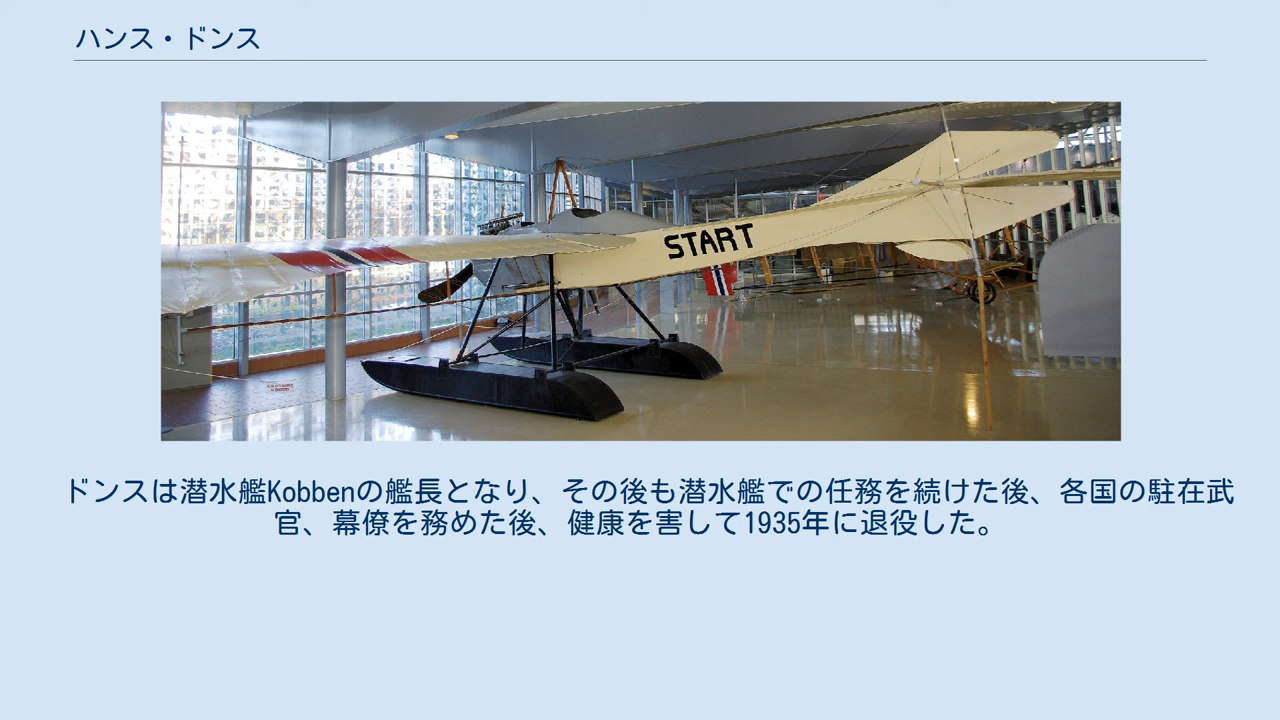 ハンス・ドンス
START
ドンスは潜水艦Kobbenの艦長となり、その後も潜水艦での任務を続けた後、各国の駐在武
官、幕僚を務めた後、健康を害して1935年に退役した。